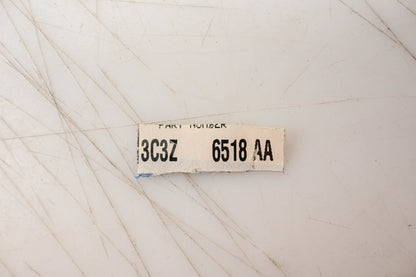 PART NUMBER
3C3Z 6518 AA